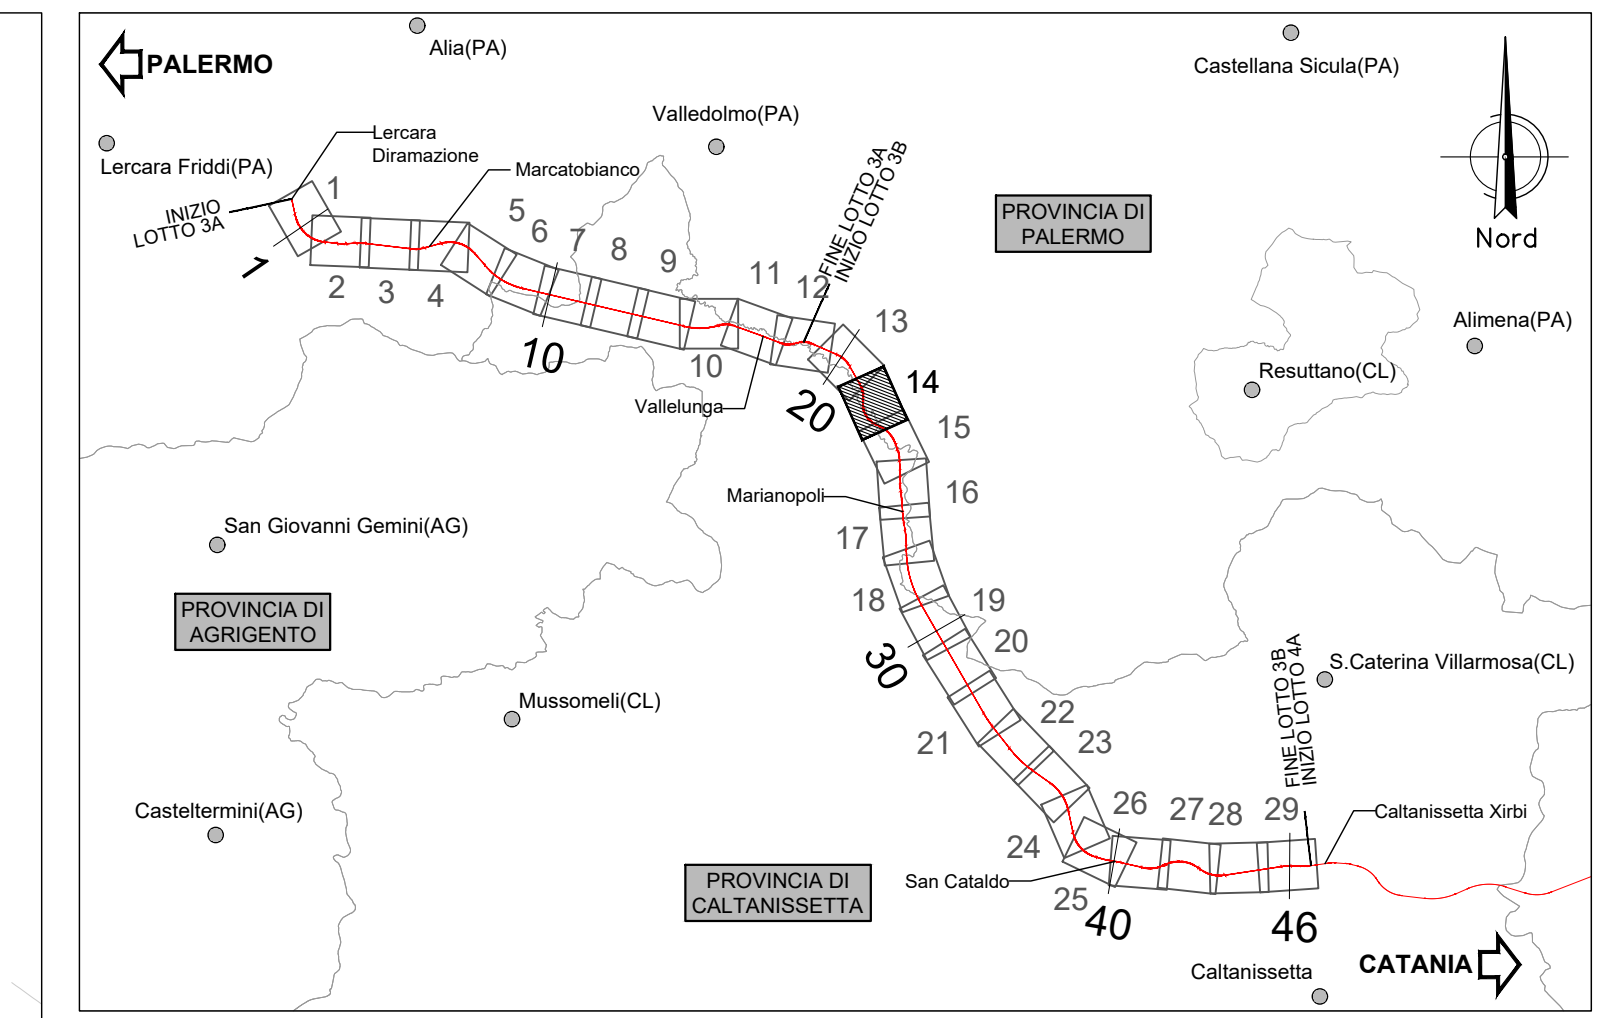 PALERMO
Alia(PA)
Castellana Sicula(PA)
Valledolmo(PA)
Lercara Friddi(PA)
Lercara
Diramazione
Marcatobianco
INIZIO
LOTTO 3A
FINE LOTTO 3A
INIZIO LOTTO 3B
PROVINCIA DI
PALERMO
Nord
1
1
2
3
4
5
6
7
8
9
10
10
11
12
13
14
15
20
Vallelunga
Alimena(PA)
Resuttano(CL)
Marianopoli
16
17
18
19
20
30
San Giovanni Gemini(AG)
PROVINCIA DI
AGRIGENTO
Mussomeli(CL)
Casteltermini(AG)
21
22
23
24
25
26
27
28
29
40
46
S.Caterina Villarmosa(CL)
FINE LOTTO 3B
INIZIO LOTTO 4A
Caltanissetta Xirbi
San Cataldo
PROVINCIA DI
CALTANISSETTA
Caltanissetta
CATANIA